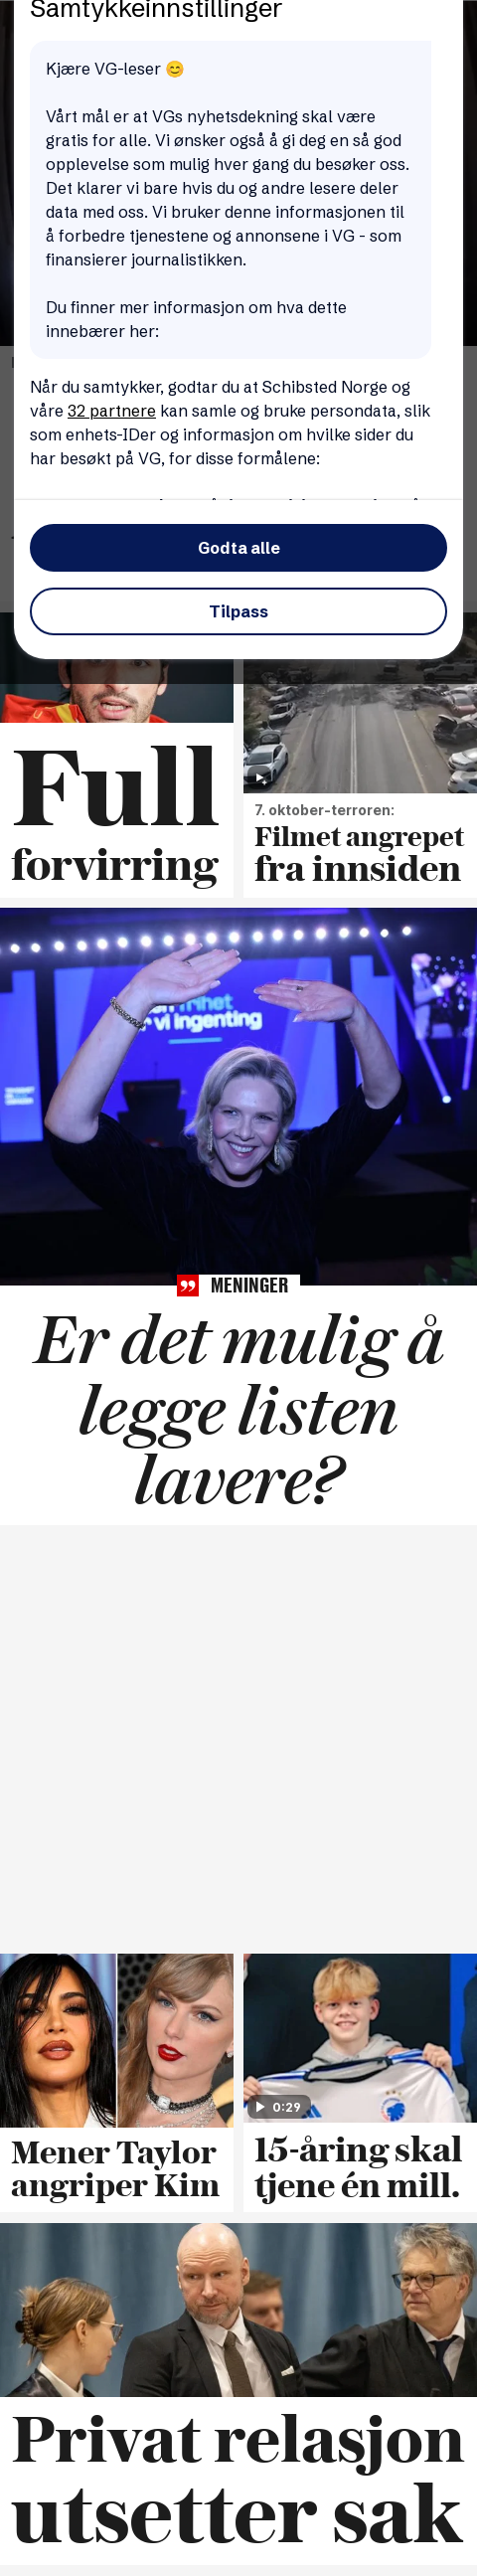 Samtykkeinnstillinger
Kjære VG-leser 😊
Vårt mål er at VGs nyhetsdekning skal være
gratis for alle. Vi ønsker også å gi deg en så god
opplevelse som mulig hver gang du besøker oss.
Det klarer vi bare hvis du og andre lesere deler
data med oss. Vi bruker denne informasjonen til
å forbedre tjenestene og annonsene i VG - som
finansierer journalistikken.
Du finner mer informasjon om hva dette
innebærer her:
Når du samtykker, godtar du at Schibsted Norge og
våre 32 partnere kan samle og bruke persondata, slik
som enhets-IDer og informasjon om hvilke sider du
har besøkt på VG, for disse formålene:
Godta alle
Tilpass
Full
forvirring
7. oktober-terroren:
Filmet angrepet
fra innsiden
vi ingenting
MENINGER
Er det mulig å
legge listen
lavere?
Mener Taylor
angriper Kim
0:29
15-åring skal
tjene én mill.
Privat relasjon
utsetter sak